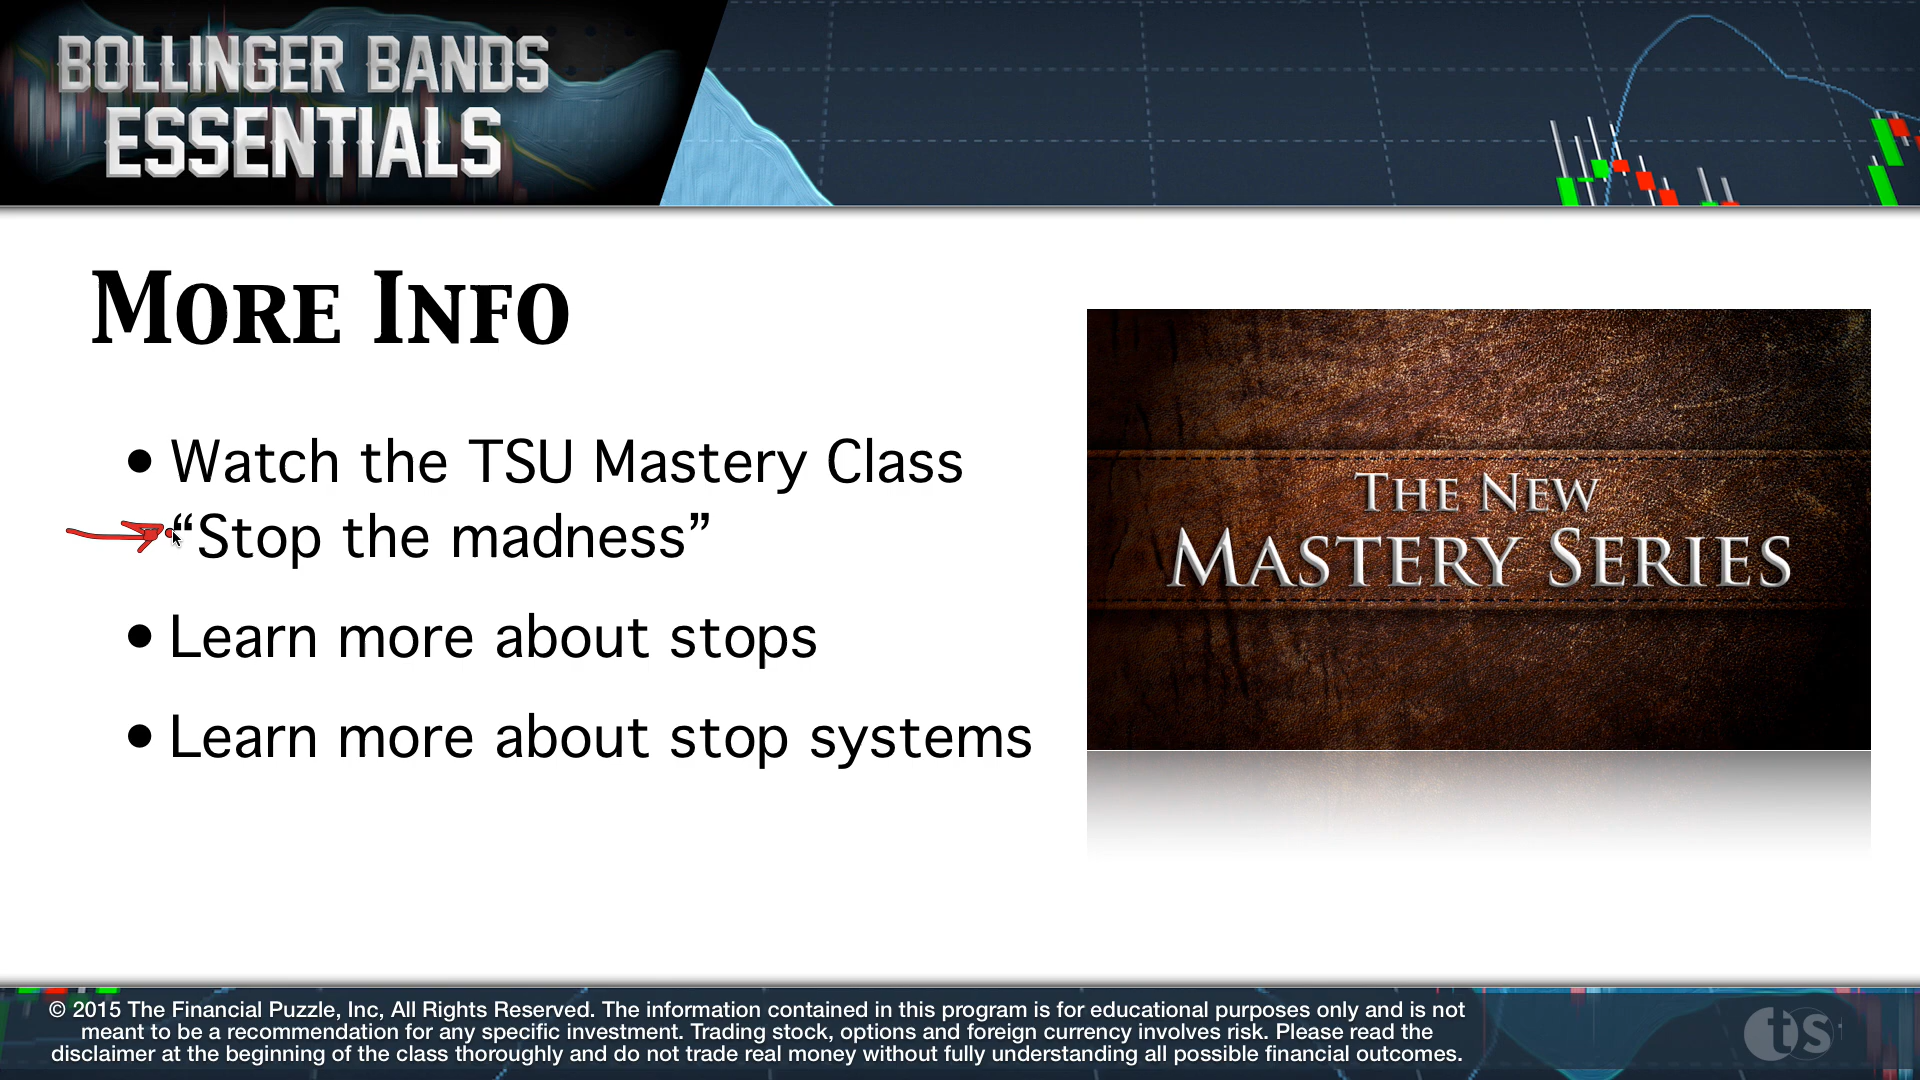 BOLLINGER BANDS
ESSENTIALS
MORE INFO
• Watch the TSU Mastery Class
“Stop the madness”
• Learn more about stops
• Learn more about stop systems
THE NEW
MASTERY SERIES
© 2015 The Financial Puzzle, Inc, All Rights Reserved. The information contained in this program is for educational purposes only and is not
meant to be a recommendation for any specific investment. Trading stock, options and foreign currency involves risk. Please read the
disclaimer at the beginning of the class thoroughly and do not trade real money without fully understanding all possible financial outcomes.
ts